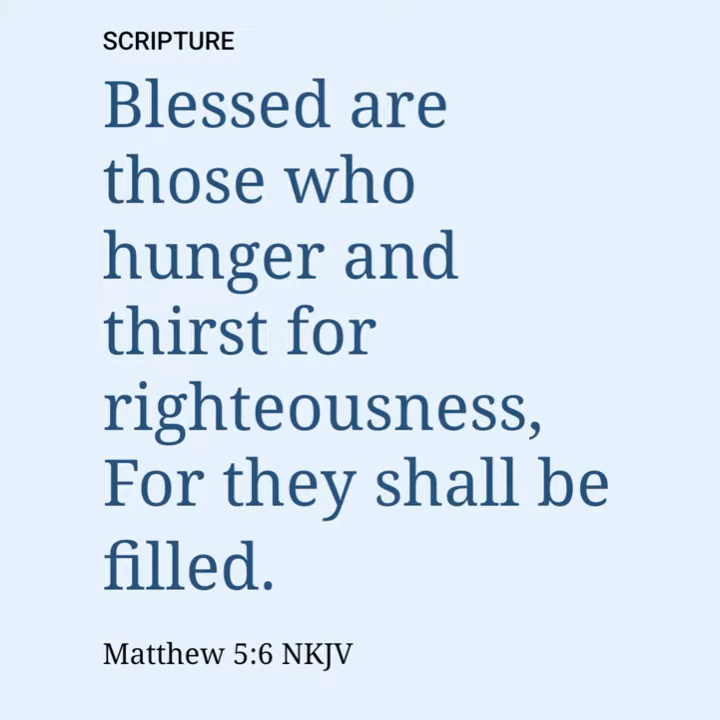 SCRIPTURE
Blessed are
those who
hunger and
thirst for
righteousness,
For they shall be
filled.
Matthew 5:6 NKJV